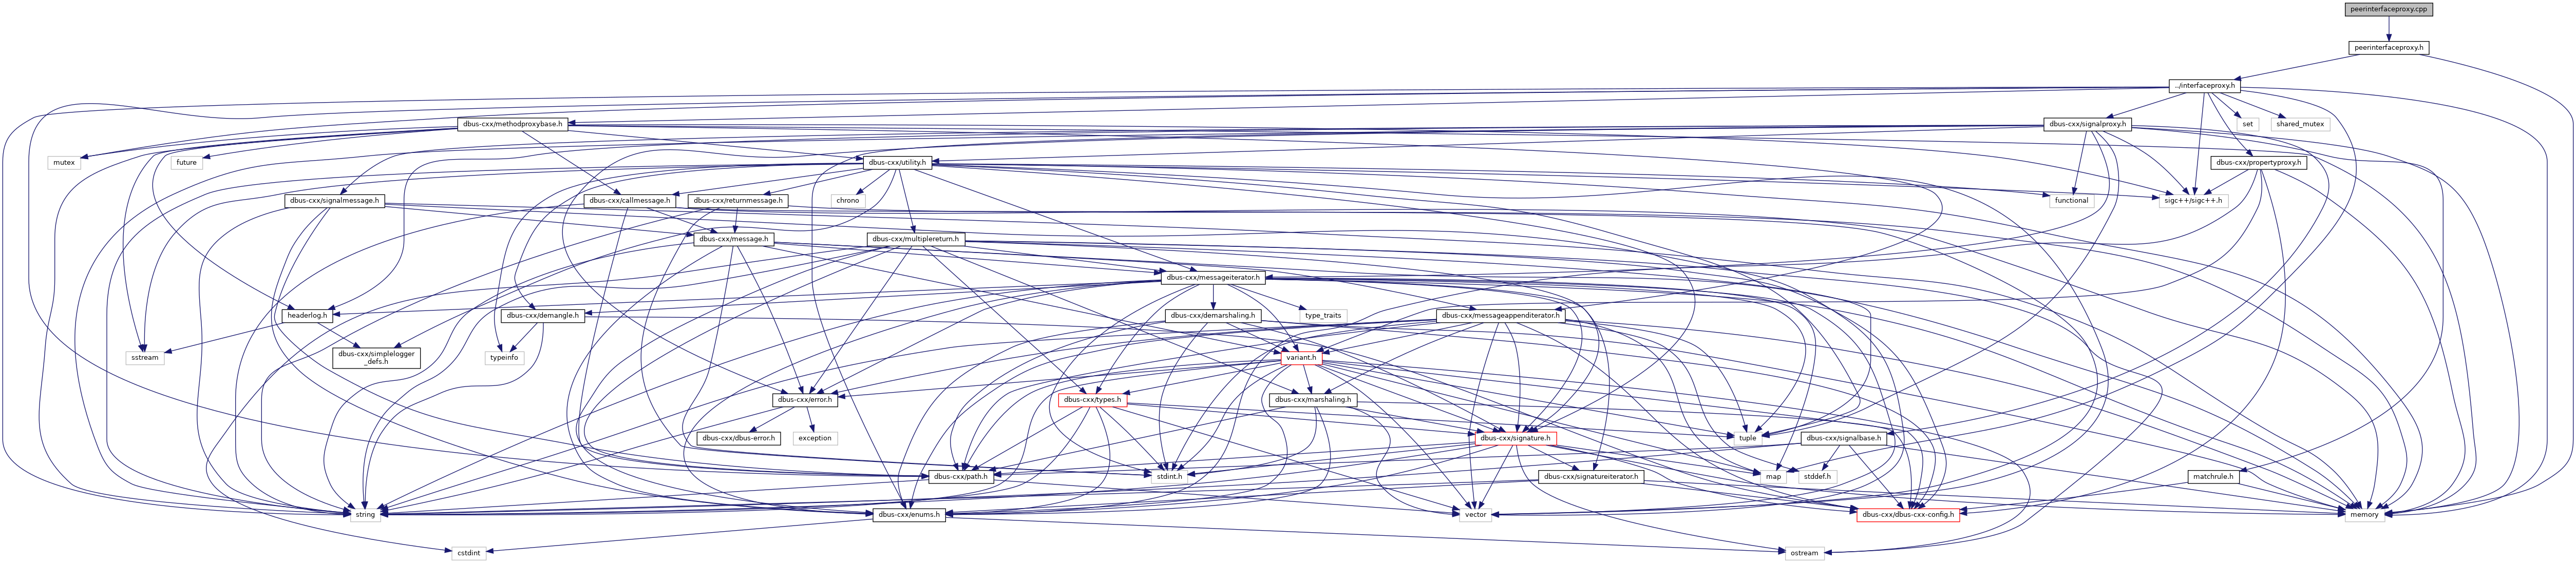 peerinterfaceproxy.cpp
peerinterfaceproxy.h
../interfaceproxy.h
dbus-cxx/methodproxybase.h
dbus-cxx/signalproxy.h
set
shared_mutex
mutex
future
dbus-cxx/utility.h
dbus-cxx/propertyproxy.h
dbus-cxx/signalmessage.h
dbus-cxx/callmessage.h
dbus-cxx/returnmessage.h
chrono
functional
sigc++/sigc++.h
dbus-cxx/message.h
dbus-cxx/multiplereturn.h
dbus-cxx/messageiterator.h
headerlog.h
dbus-cxx/demangle.h
dbus-cxx/demarshaling.h
type_traits
dbus-cxx/messageappenditerator.h
sstream
dbus-cxx/simplelogger
_defs.h
typeinfo
variant.h
dbus-cxx/error.h
dbus-cxx/types.h
dbus-cxx/marshaling.h
dbus-cxx/dbus-error.h
exception
dbus-cxx/signature.h
tuple
dbus-cxx/signalbase.h
dbus-cxx/path.h
stdint.h
dbus-cxx/signatureiterator.h
map
stddef.h
matchrule.h
string
dbus-cxx/enums.h
vector
dbus-cxx/dbus-cxx-config.h
memory
cstdint
ostream